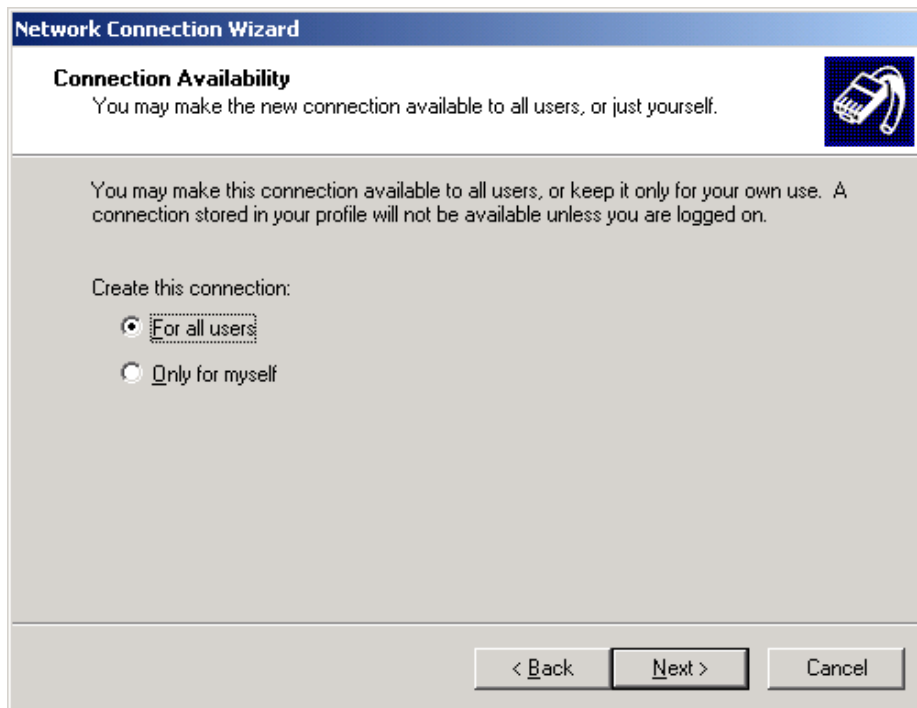 Network Connection Wizard
Connection Availability
You may make the new connection available to all users, or just yourself.
You may make this connection available to all users, or keep it only for your own use.  A
connection stored in your profile will not be available unless you are logged on.
Create this connection:
For all users
Only for myself
< Back
Next >
Cancel